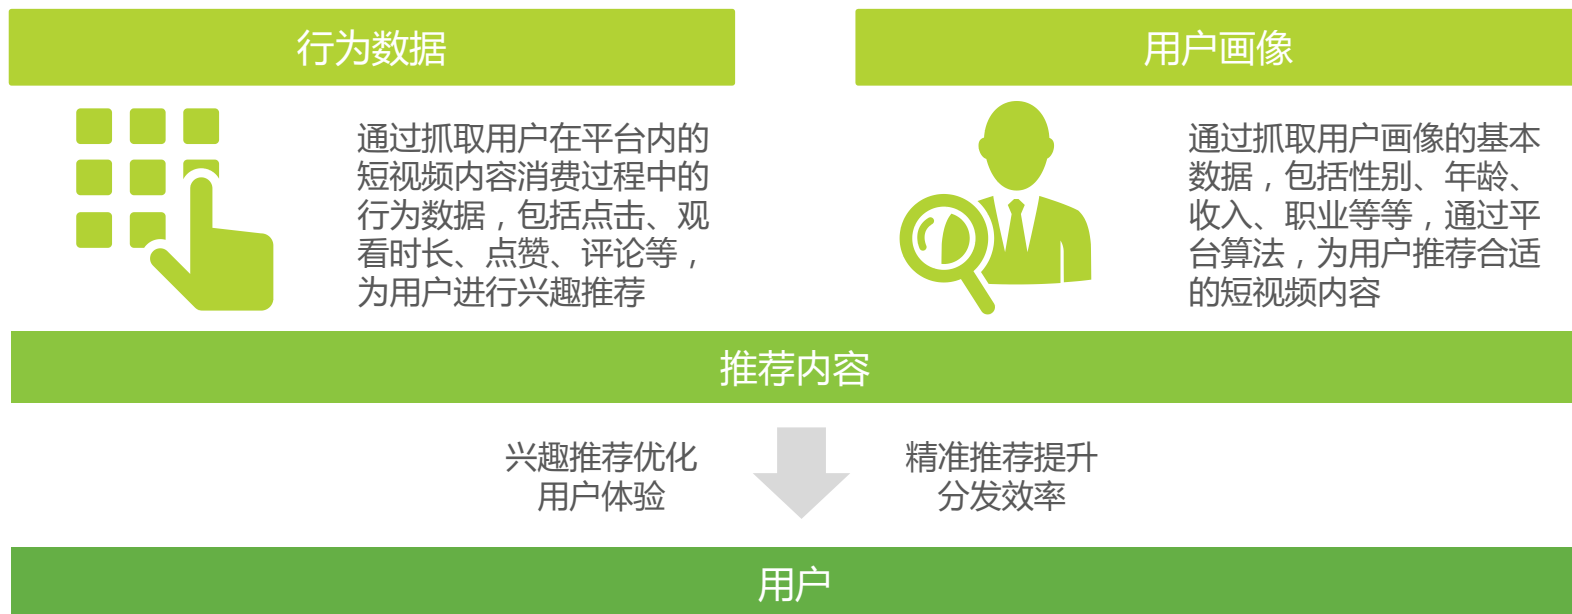 行为数据
通过抓取用户在平台内的
短视频内容消费过程中的
行为数据，包括点击、观
看时长、点赞、评论等，
为用户进行兴趣推荐
用户画像
通过抓取用户画像的基本
数据，包括性别、年龄、
收入、职业等等，通过平
台算法，为用户推荐合适
的短视频内容
推荐内容
兴趣推荐优化
用户体验
精准推荐提升
分发效率
用户